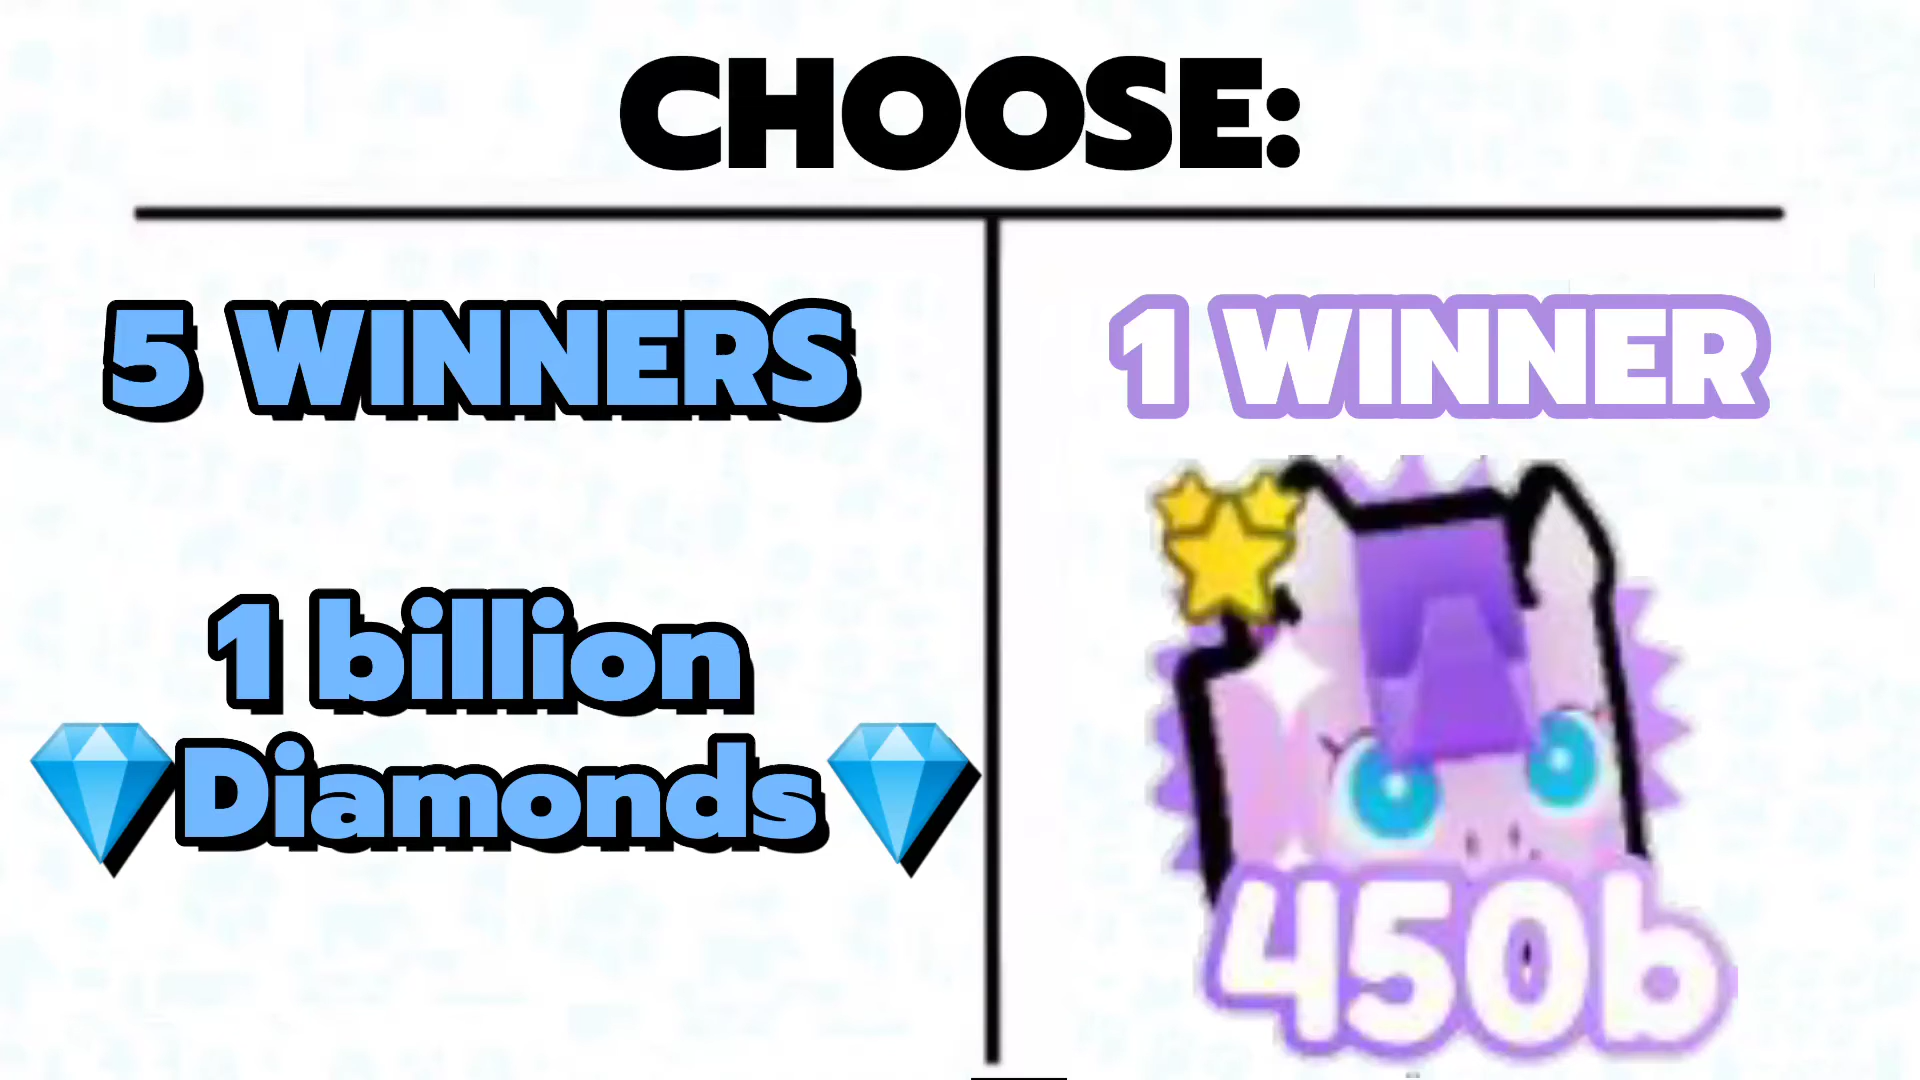 CHOOSE:
5 WINNERS
1 billion
Diamonds
1 WINNER
450b